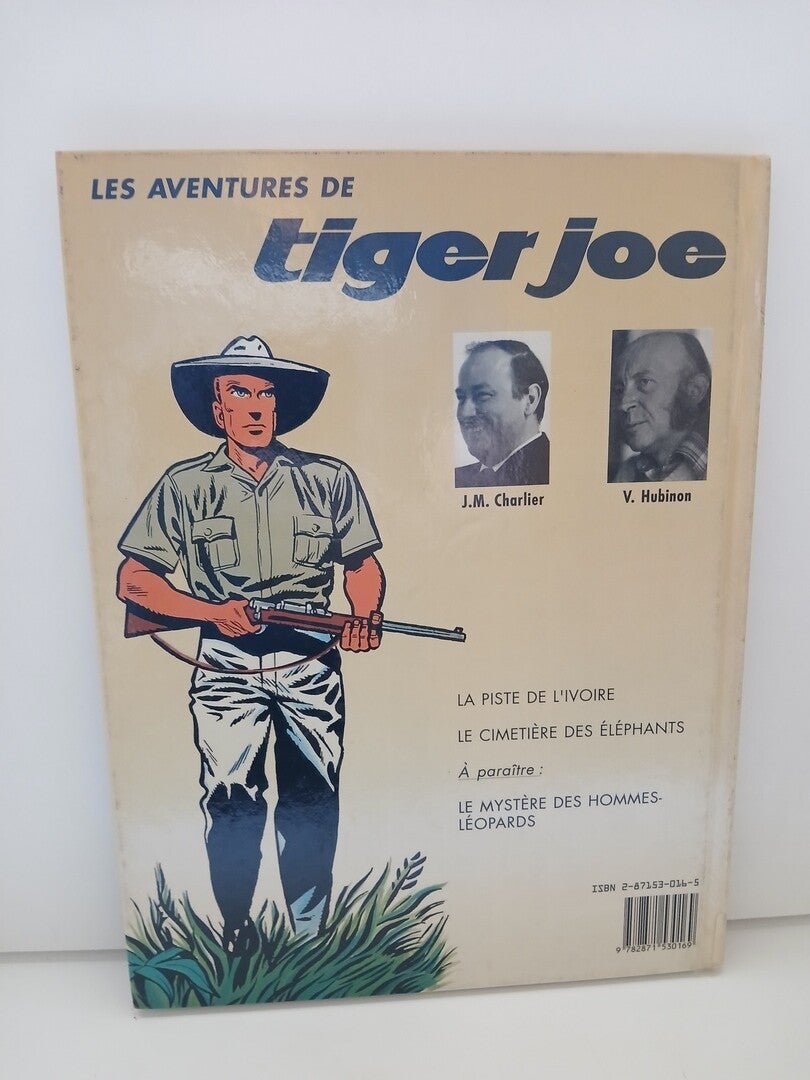 LES AVENTURES DE
tiger joe
J.M. Charlier
V. Hubinon
LA PISTE DE L'IVOIRE
LE CIMETIÈRE DES ÉLÉPHANTS
À paraître :
LE MYSTÈRE DES HOMMES-
LÉOPARDS
ISBN 2-87153-016-5
9 782871 530169